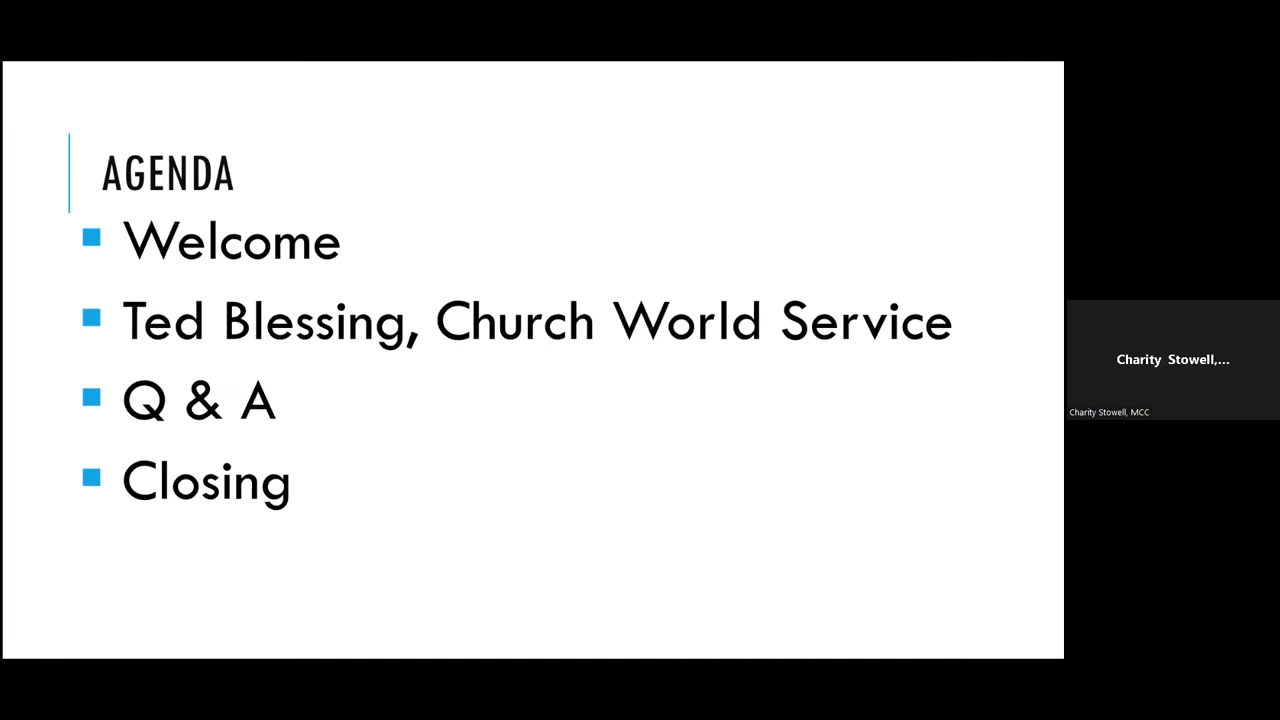 AGENDA
Welcome
Ted Blessing, Church World Service
Q & A
Closing
Charity Stowell,...
Charity Stowell, MCC